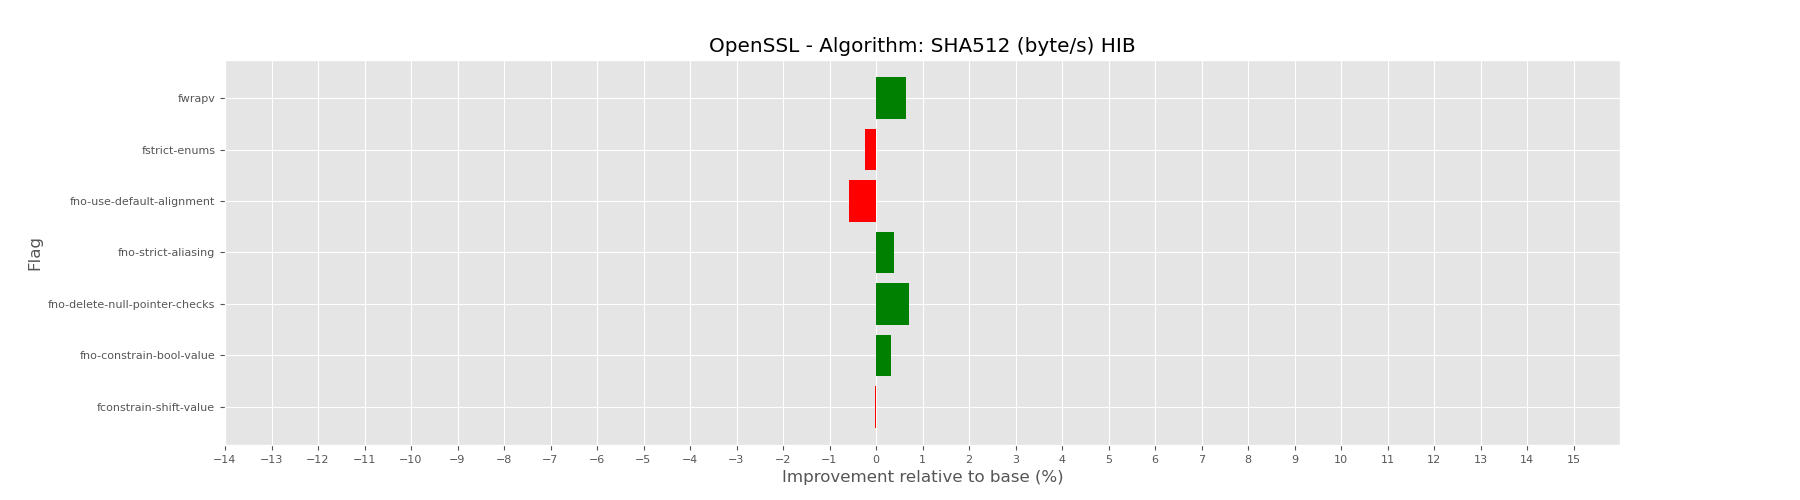 OpenSSL - Algorithm: SHA512 (byte/s) HIB
fwrapv
fstrict-enums
fno-use-default-alignment
fno-strict-aliasing
fno-delete-null-pointer-checks
fno-constrain-bool-value
fconstrain-shift-value
Flag
−14 −13 −12 −11 −10 −9 −8 −7 −6 −5 −4 −3 −2 −1 0 1 2 3 4 5 6 7 8 9 10 11 12 13 14 15
Improvement relative to base (%)